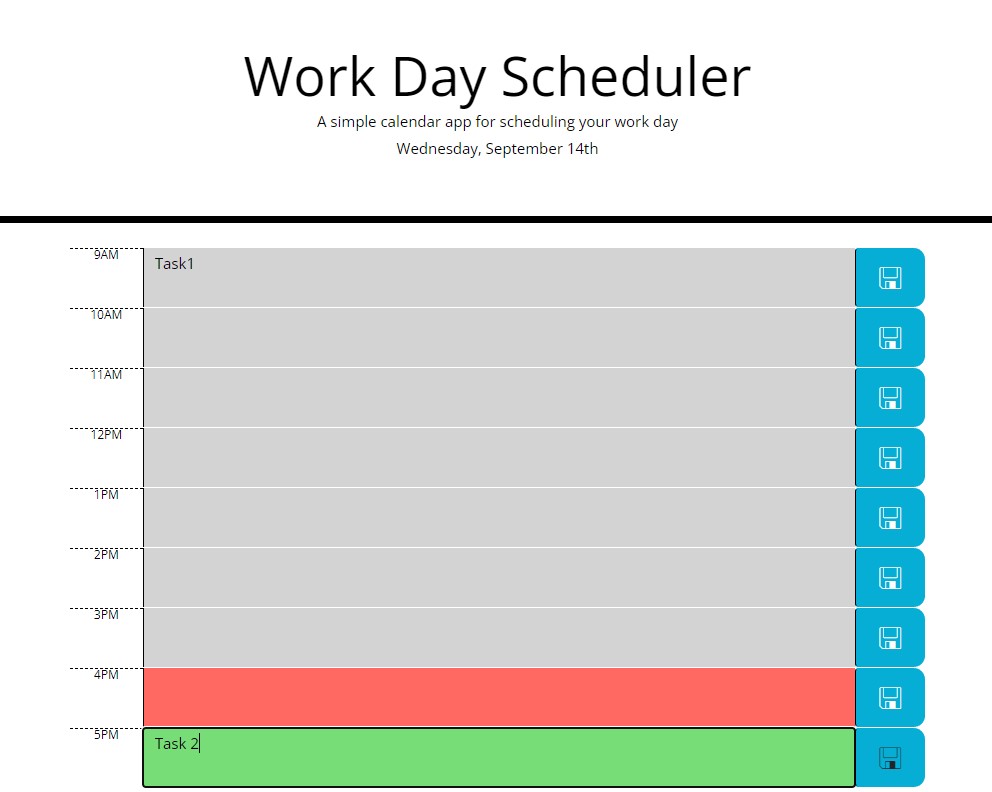 Work Day Scheduler
A simple calendar app for scheduling your work day
Wednesday, September 14th
9AM
Task1
10AM
11AM
12PM
1PM
2PM
3PM
4PM
5PM
Task 2